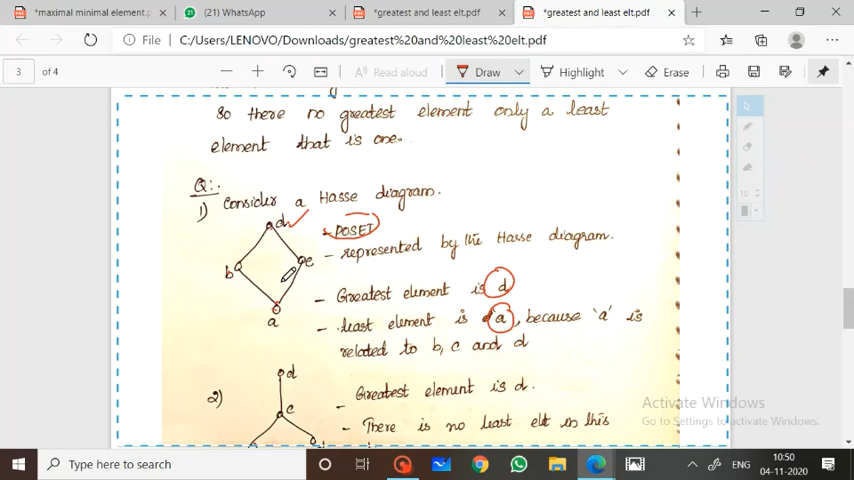 *maximal minimal element.p
(21) WhatsApp
*greatest and least elt.pdf
*greatest and least elt.pdf
File
C:/Users/LENOVO/Downloads/greatest%20and%20least%20elt.pdf
3
of 4
Read aloud
Draw
Highlight
Erase
So there no greatest element only a least
element that is one.
Q:-
1) Consider a Hasse diagram.
d
- POSET
- represented by the Hasse diagram.
b
c
a
- Greatest element is d
- least element is 'a', because 'a' is
related to b, c and d
2)
d
c
- Greatest element is d.
- There is no least elt in this
10
Activate Windows
Go to Settings to activate Windows.
Type here to search
ENG
10:50
04-11-2020